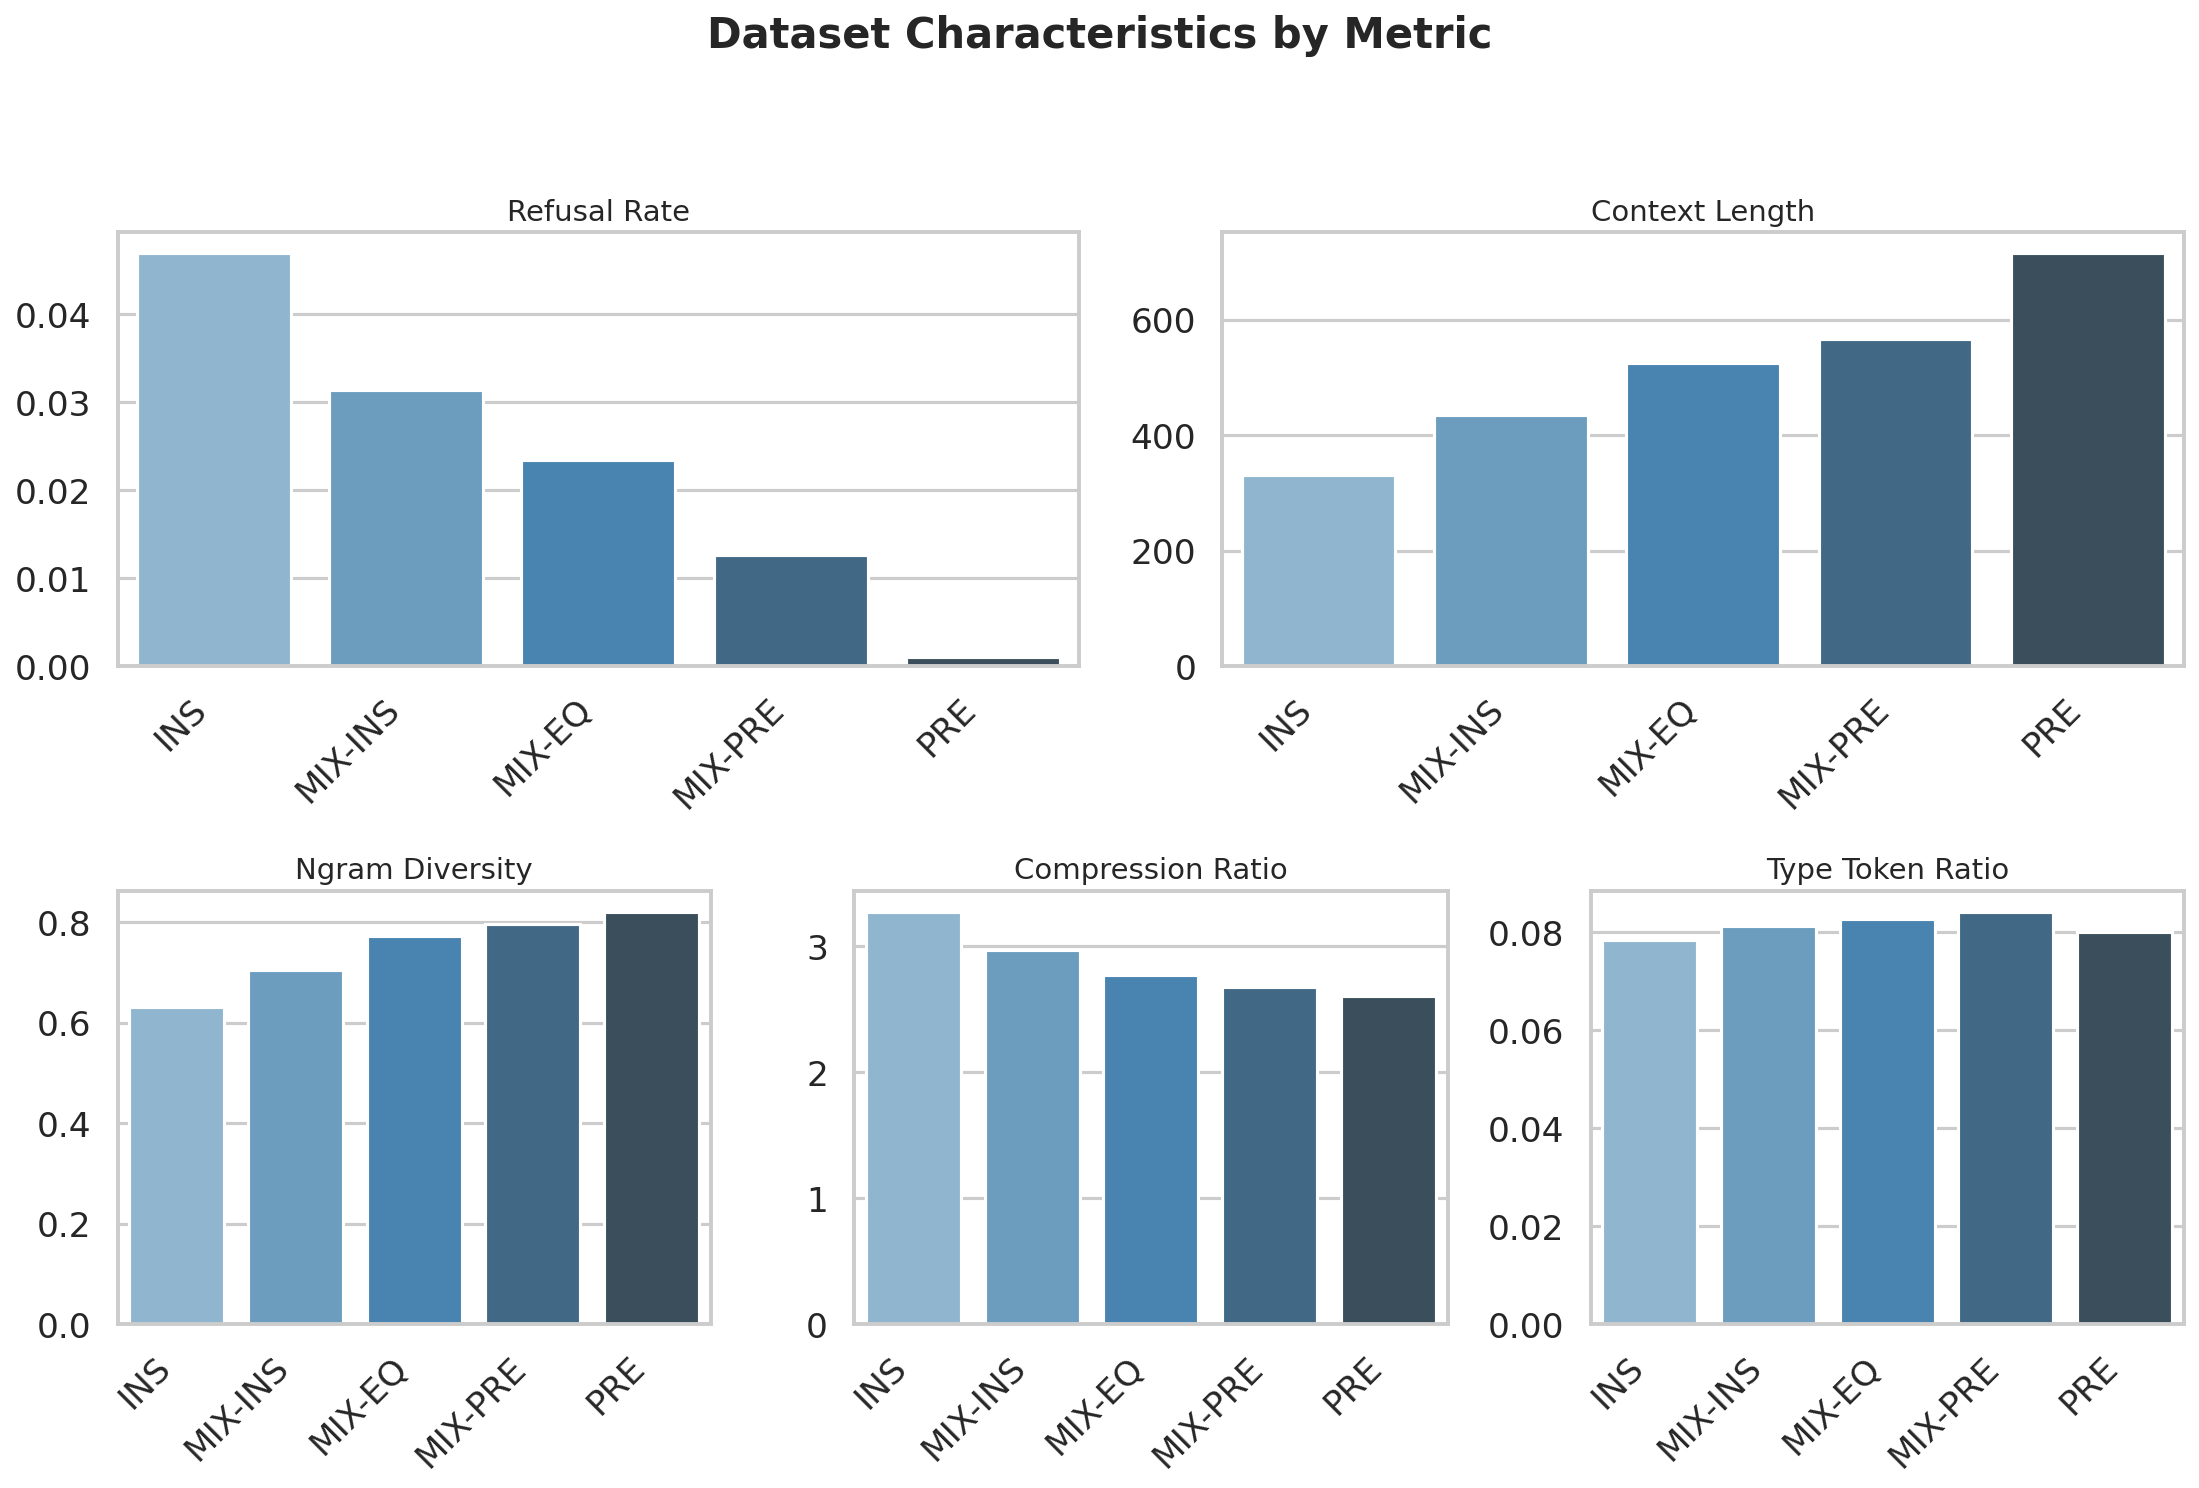 Dataset Characteristics by Metric
Refusal Rate
0.04
0.03
0.02
0.01
0.00
INS
MIX-INS
MIX-EQ
MIX-PRE
PRE
Context Length
600
400
200
0
INS
MIX-INS
MIX-EQ
MIX-PRE
PRE
Ngram Diversity
0.8
0.6
0.4
0.2
0.0
INS
MIX-INS
MIX-EQ
MIX-PRE
PRE
Compression Ratio
3
2
1
0
INS
MIX-INS
MIX-EQ
MIX-PRE
PRE
Type Token Ratio
0.08
0.06
0.04
0.02
0.00
INS
MIX-INS
MIX-EQ
MIX-PRE
PRE